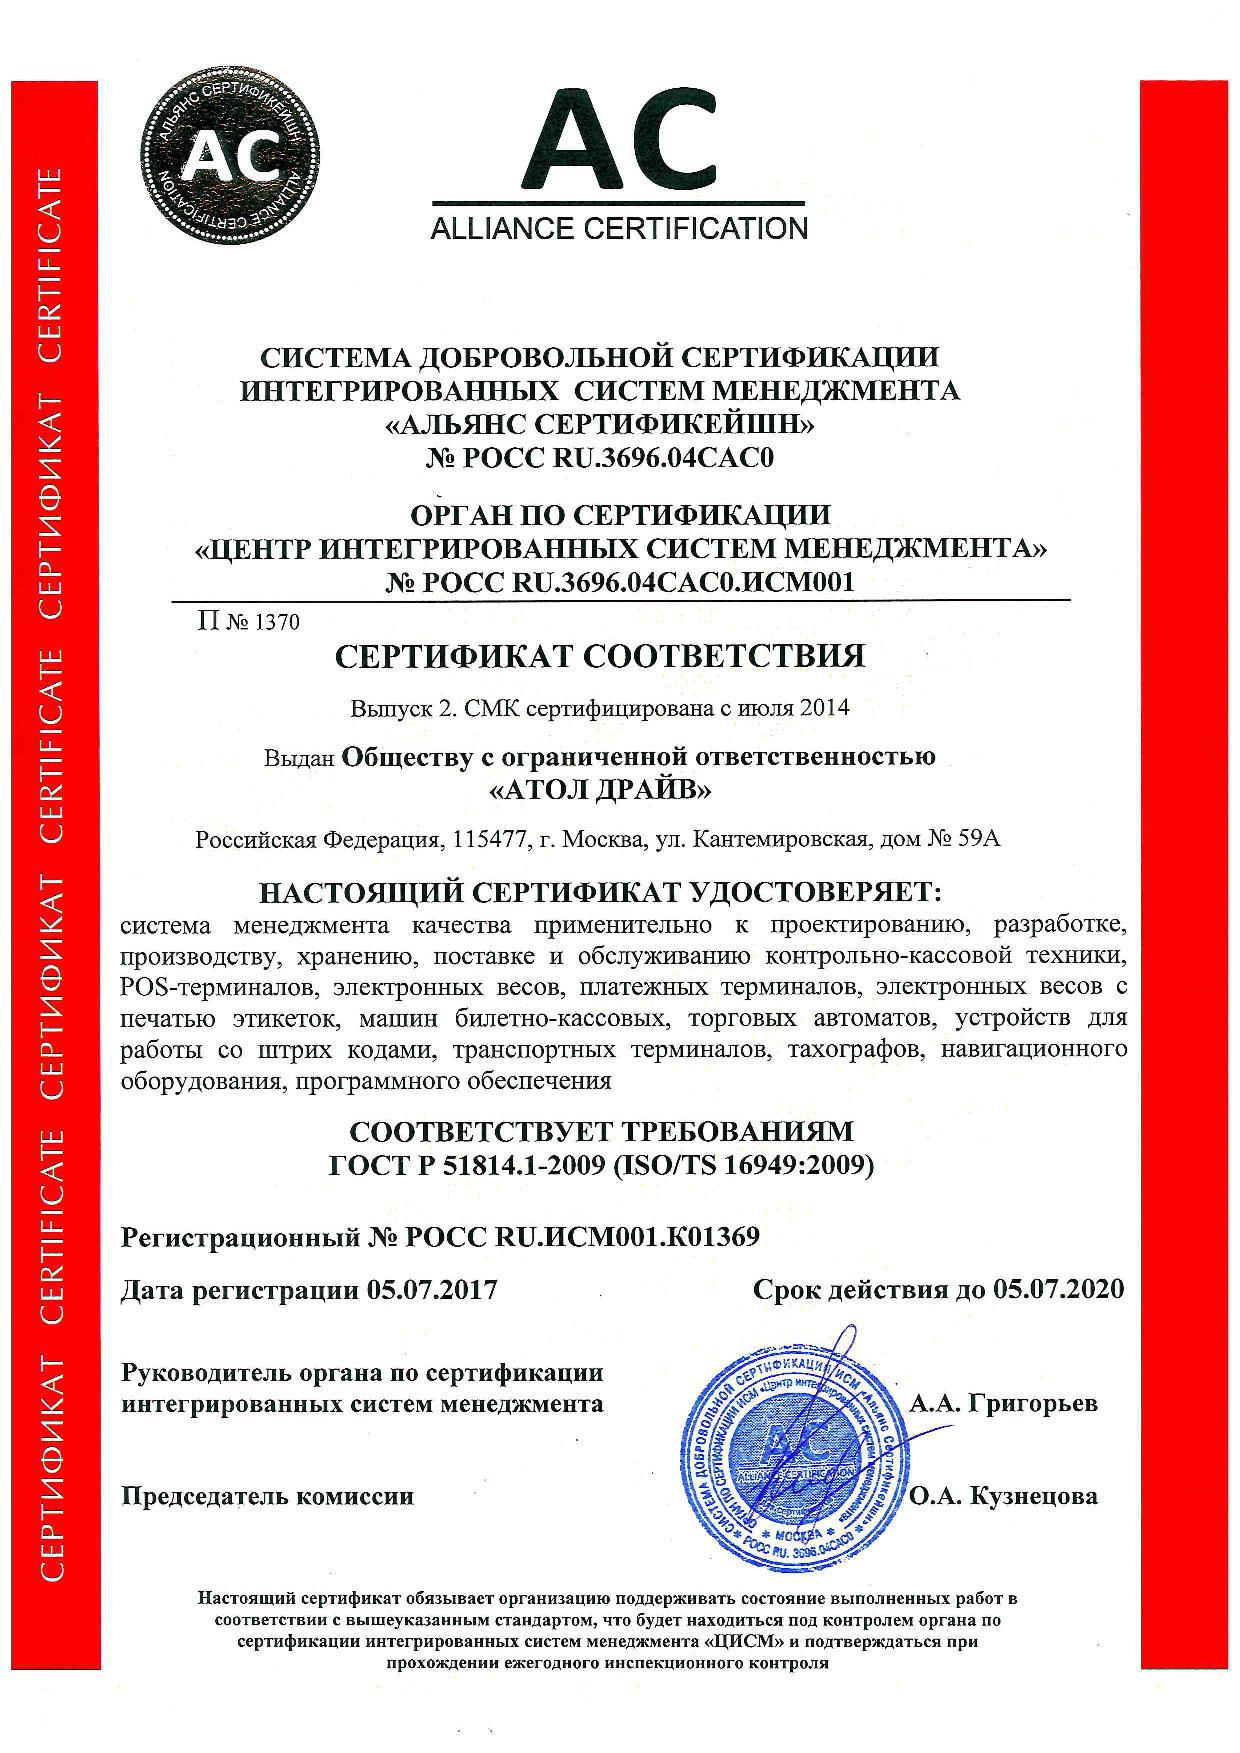 АЛЬЯНС СЕРТИФИКЕЙШН
AC
ALLIANCE CERTIFICATION
AC
ALLIANCE CERTIFICATION
СИСТЕМА ДОБРОВОЛЬНОЙ СЕРТИФИКАЦИИ
ИНТЕГРИРОВАННЫХ СИСТЕМ МЕНЕДЖМЕНТА
«АЛЬЯНС СЕРТИФИКЕЙШН»
№ РОСС RU.3696.04САС0
ОРГАН ПО СЕРТИФИКАЦИИ
«ЦЕНТР ИНТЕГРИРОВАННЫХ СИСТЕМ МЕНЕДЖМЕНТА»
№ РОСС RU.3696.04САС0.ИСМ001
П № 1370
СЕРТИФИКАТ СООТВЕТСТВИЯ
Выпуск 2. СМК сертифицирована с июля 2014
Выдан Обществу с ограниченной ответственностью
«АТОЛ ДРАЙВ»
Российская Федерация, 115477, г. Москва, ул. Кантемировская, дом № 59А
НАСТОЯЩИЙ СЕРТИФИКАТ УДОСТОВЕРЯЕТ:
система менеджмента качества применительно к проектированию, разработке,
производству, хранению, поставке и обслуживанию контрольно-кассовой техники,
POS-терминалов, электронных весов, платежных терминалов, электронных весов с
печатью этикеток, машин билетно-кассовых, торговых автоматов, устройств для
работы со штрих кодами, транспортных терминалов, тахографов, навигационного
оборудования, программного обеспечения
СООТВЕТСТВУЕТ ТРЕБОВАНИЯМ
ГОСТ Р 51814.1-2009 (ISO/TS 16949:2009)
Регистрационный № РОСС RU.ИСМ001.К01369
Дата регистрации 05.07.2017 Срок действия до 05.07.2020
Руководитель органа по сертификации
интегрированных систем менеджмента А.А. Григорьев
Председатель комиссии О.А. Кузнецова
СИСТЕМА ДОБРОВОЛЬНОЙ СЕРТИФИКАЦИИ ИСМ «Альянс Сертификейшн»
РОСС RU. 3696.04САС0
ОРГАН ПО СЕРТИФИКАЦИИ ИСМ «Центр интегрированных систем менеджмента»
МОСКВА
AC
ALLIANCE CERTIFICATION
Настоящий сертификат обязывает организацию поддерживать состояние выполненных работ в
соответствии с вышеуказанным стандартом, что будет находиться под контролем органа по
сертификации интегрированных систем менеджмента «ЦИСМ» и подтверждаться при
прохождении ежегодного инспекционного контроля
СЕРТИФИКАТ CERTIFICATE СЕРТИФИКАТ CERTIFICATE СЕРТИФИКАТ CERTIFICATE